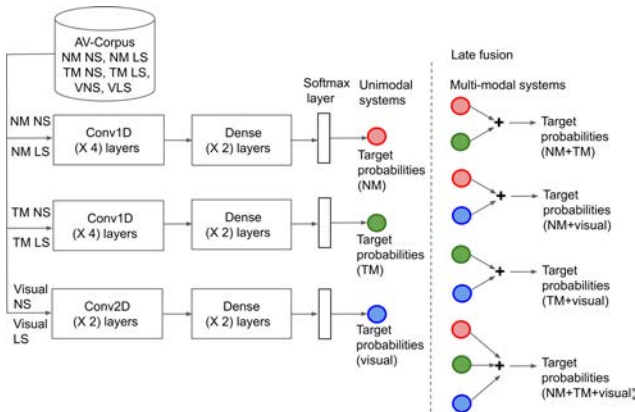 AV-Corpus
NM NS, NM LS
TM NS, TM LS,
VNS, VLS
Softmax
layer
Unimodal
systems
NM NS
NM LS
Conv1D
(X 4) layers
Dense
(X 2) layers
Target
probabilities
(NM)
TM NS
TM LS
Conv1D
(X 4) layers
Dense
(X 2) layers
Target
probabilities
(TM)
Visual
NS
Visual
LS
Conv2D
(X 2) layers
Dense
(X 2) layers
Target
probabilities
(visual)
Late fusion
Multi-modal systems
+
Target
probabilities
(NM+TM)
+
Target
probabilities
(NM+visual)
+
Target
probabilities
(TM+visual)
+
Target
probabilities
(NM+TM+visual)